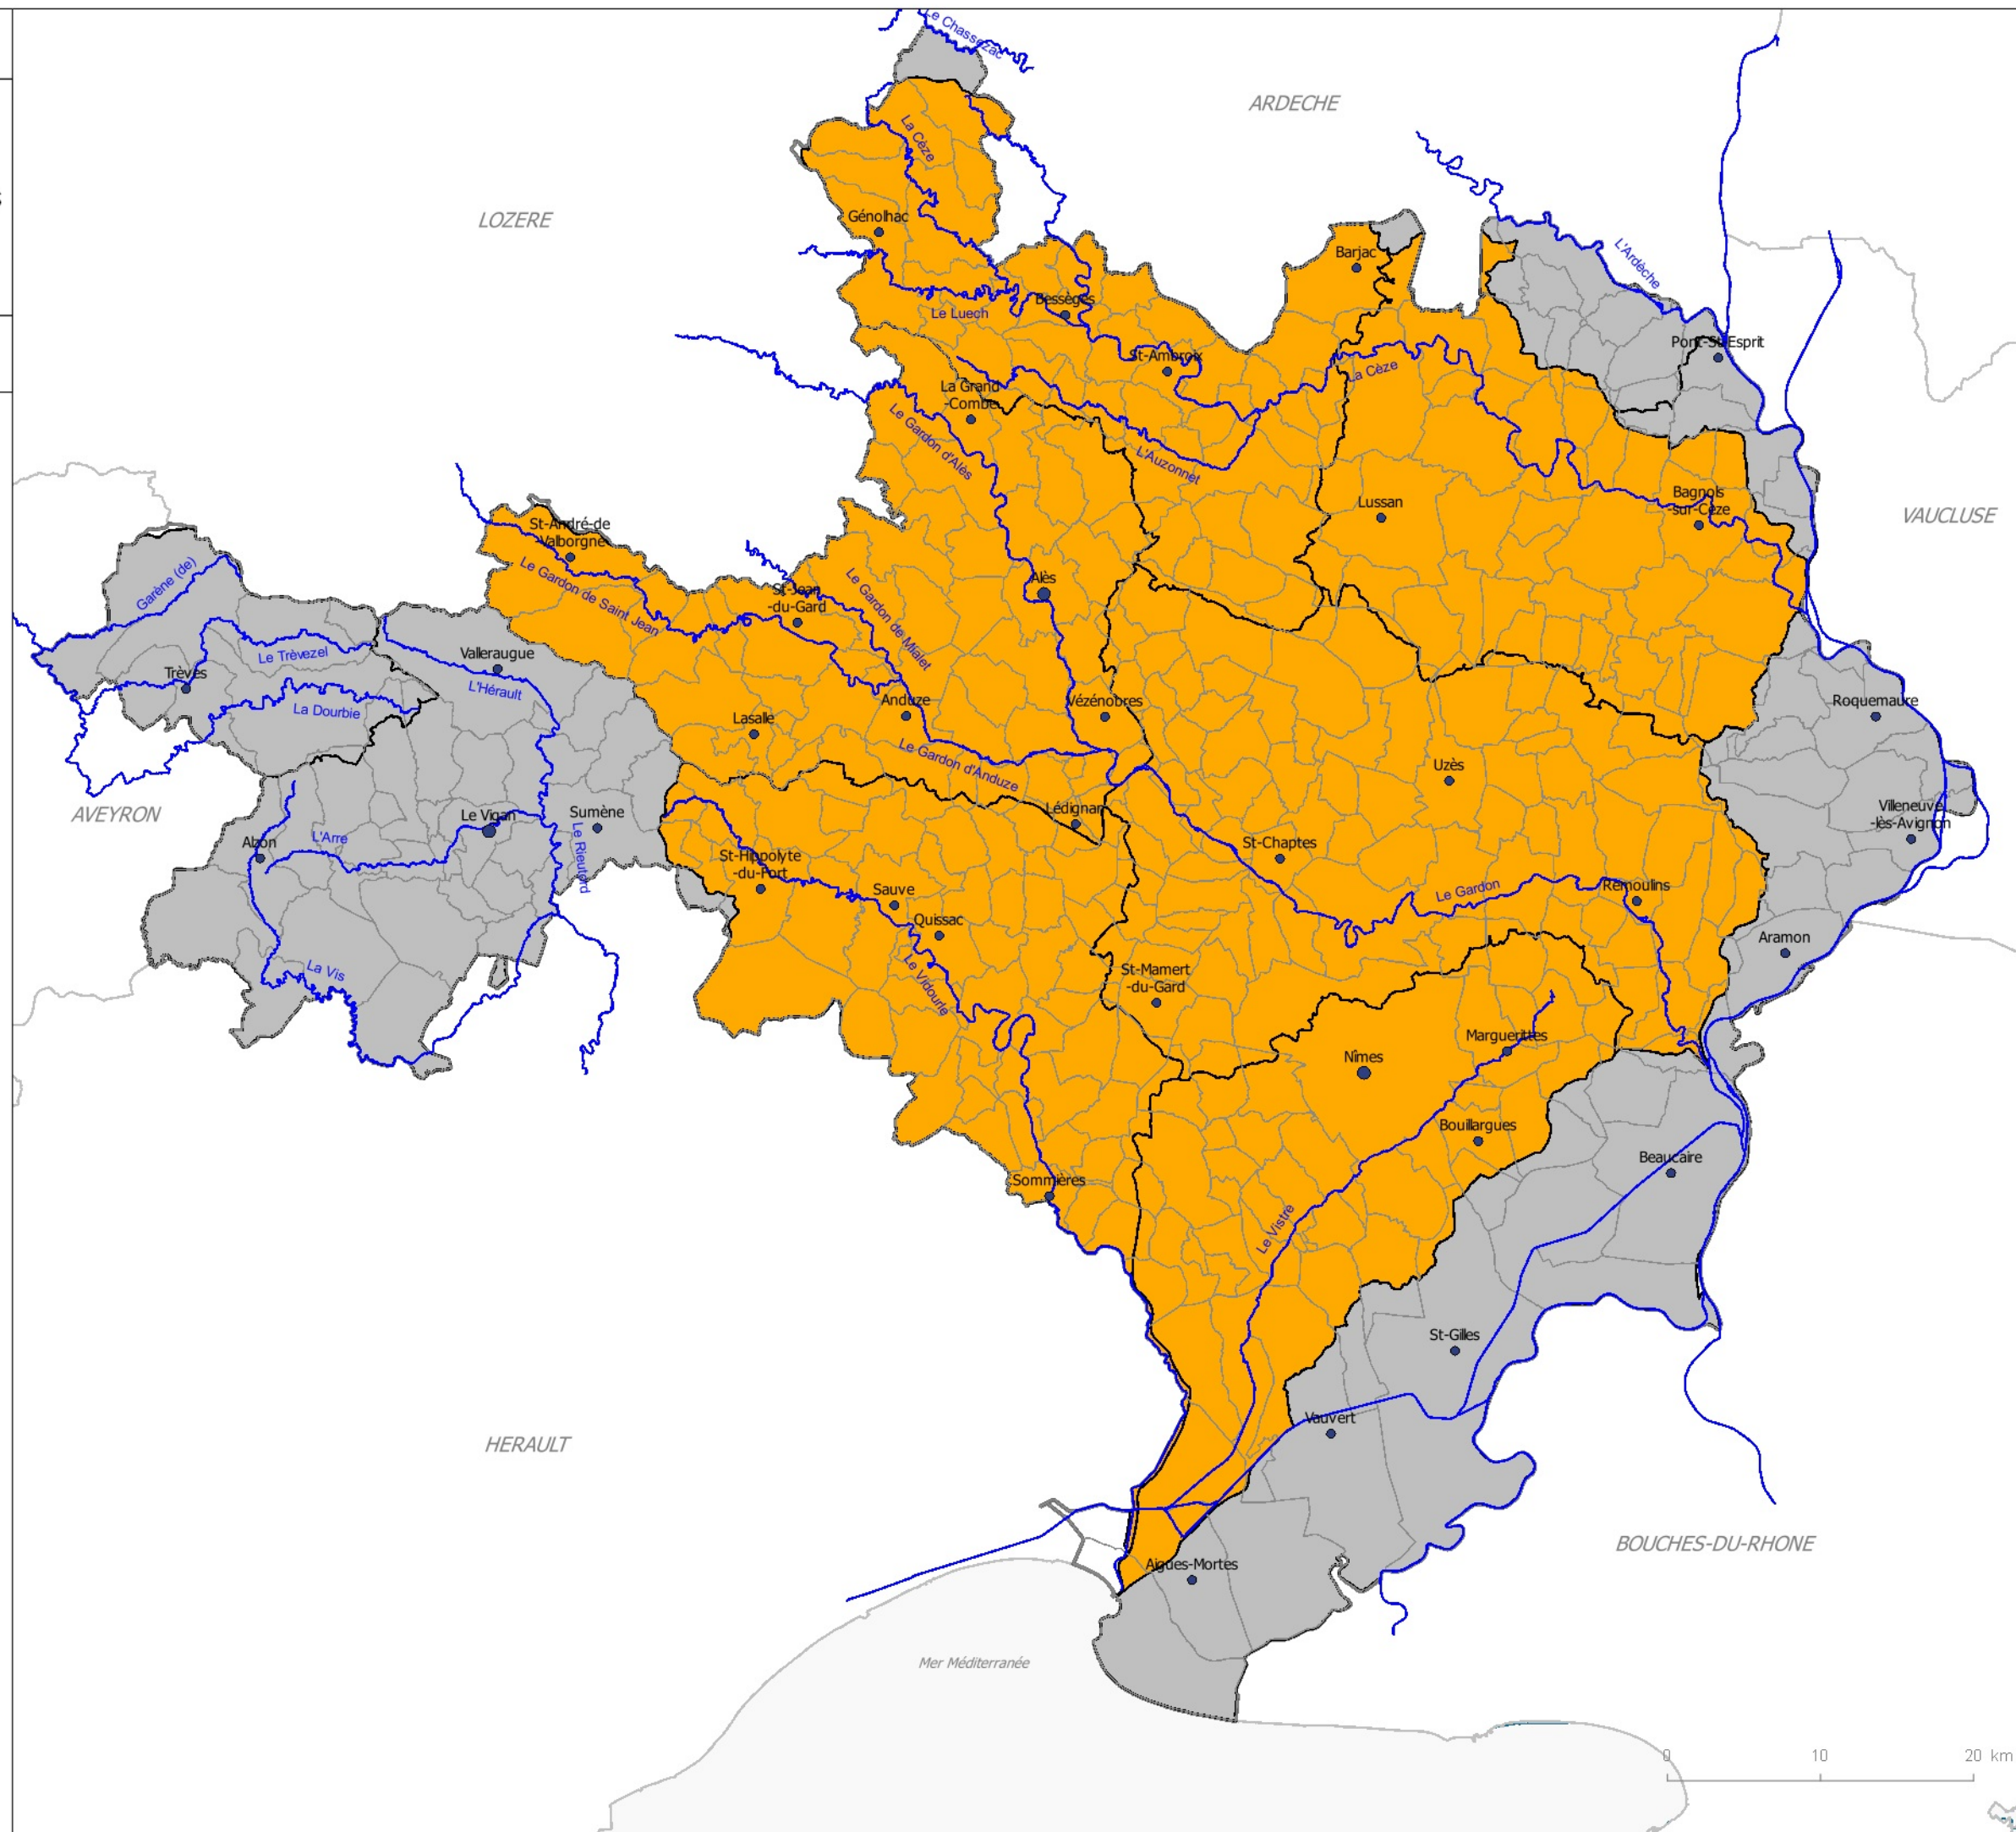 Le Chassezac
ARDECHE
La Cèze
LOZERE
Génolhac
Barjac
L'Ardèche
Bessèges
Le Luech
Pont-St-Esprit
St-Ambroix
La Cèze
La Grand
-Combe
Le Gardon d'Alès
L'Auzonnet
Lussan
Bagnols
-sur-Cèze
VAUCLUSE
St-André-de
-Valborgne
Garène (de)
Le Gardon de Saint Jean
St-Jean
-du-Gard
Le Gardon de Mialet
Alès
Le Trèvezel
Valleraugue
Trèves
L'Hérault
La Dourbie
Lasalle
Anduze
Vézénobres
Roquemaure
Le Gardon d'Anduze
Uzès
AVEYRON
Le Vigan
Sumène
Lédignan
Villeneuve
-lès-Avignon
L'Arre
Le Rieutord
Alzon
St-Hippolyte
-du-Fort
St-Chaptes
Sauve
Le Gardon
Remoulins
Quissac
Aramon
La Vis
Le Vidourle
St-Mamert
-du-Gard
Nîmes
Marguerittes
Bouillargues
Beaucaire
Sommières
Le Vistre
St-Gilles
Vauvert
HERAULT
BOUCHES-DU-RHONE
Aigues-Mortes
Mer Méditerranée
0 10 20 km